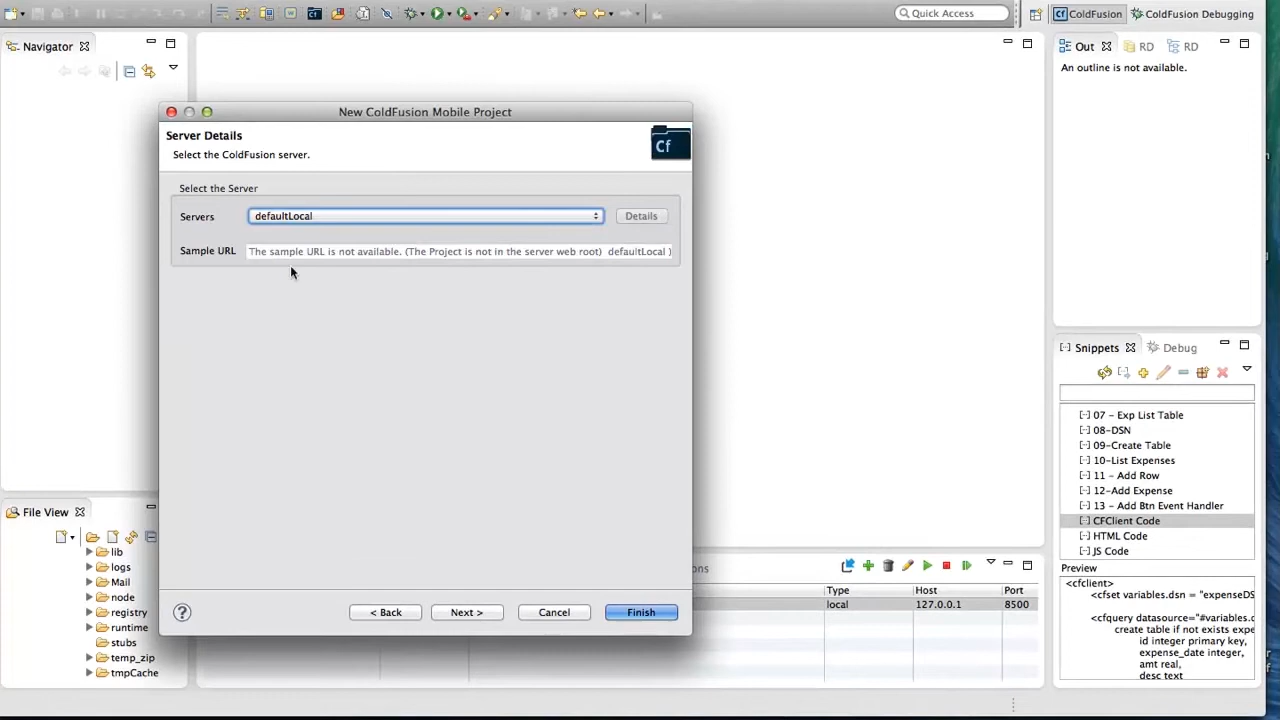 Quick Access
ColdFusion
ColdFusion Debugging
Navigator
Out
RD
RD
An outline is not available.
New ColdFusion Mobile Project
Server Details
Select the ColdFusion server.
Cf
Select the Server
Servers
defaultLocal
Details
Sample URL
The sample URL is not available. (The Project is not in the server web root) defaultLocal )
< Back
Next >
Cancel
Finish
File View
lib
logs
Mail
node
registry
runtime
stubs
temp_zip
tmpCache
ons
Type
Host
Port
local
127.0.0.1
8500
Snippets
Debug
07 - Exp List Table
08-DSN
09-Create Table
10-List Expenses
11 - Add Row
12-Add Expense
13 - Add Btn Event Handler
CFClient Code
HTML Code
JS Code
Preview
<cfclient>
<cfset variables.dsn = "expenseDS
<cfquery datasource="#variables.c
create table if not exists expe
id integer primary key,
expense_date integer,
amt real,
desc text